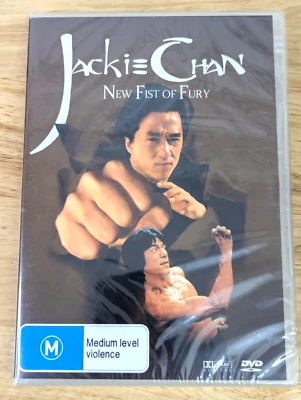 Jackie Chan
New Fist of Fury
M
Medium level
violence
DVD